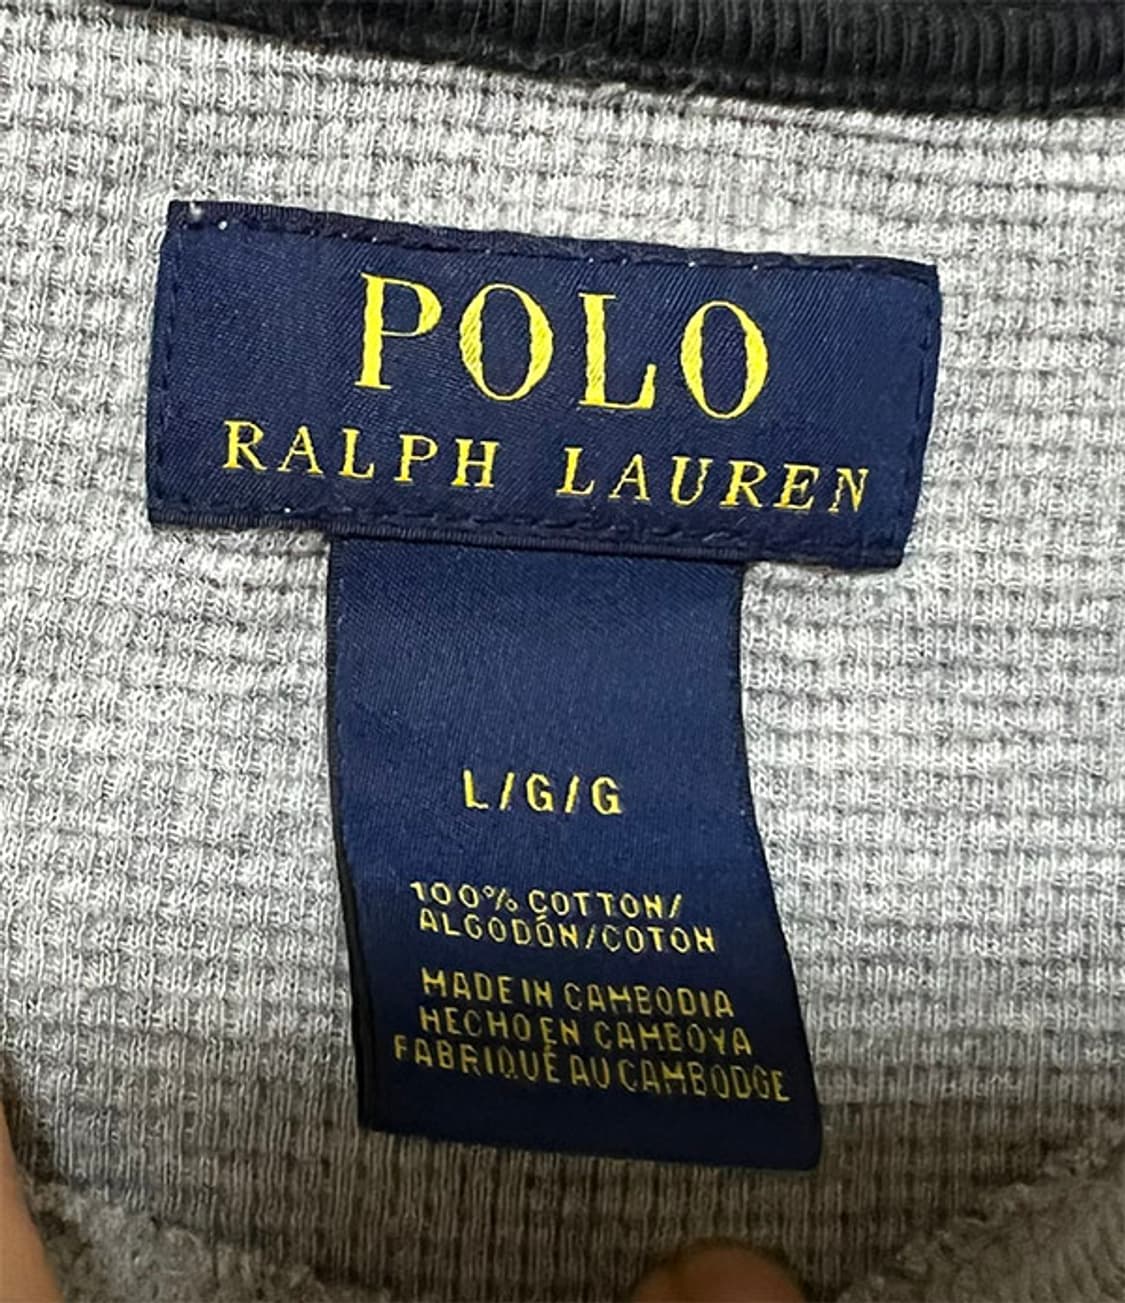 POLO
RALPH LAUREN
L/G/G
100% COTTON/
ALGODÓN/COTON
MADE IN CAMBODIA
HECHO EN CAMBOYA
FABRIQUÉ AU CAMBODGE